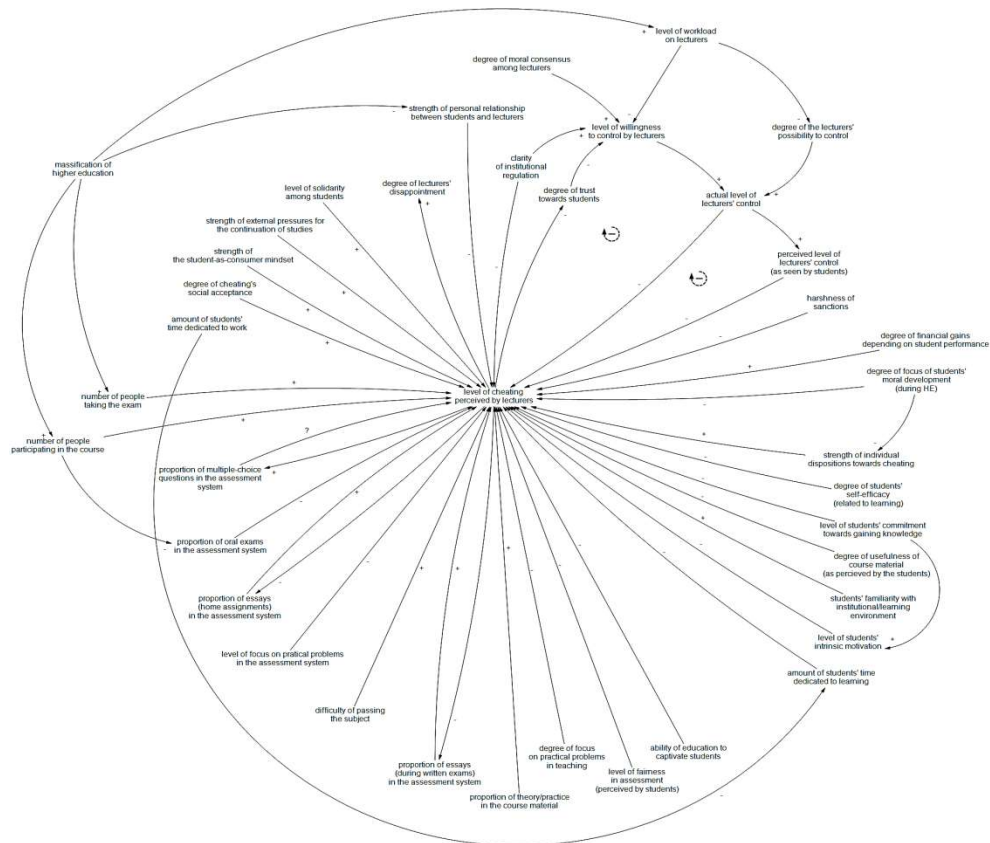 level of workload
on lecturers
degree of moral consensus
among lecturers
strength of personal relationship
between students and lecturers
level of willingness
to control by lecturers
degree of the lecturers'
possibility to control
massification of
higher education
clarity
of institutional
regulation
level of solidarity
among students
degree of lecturers'
disappointment
degree of trust
towards students
actual level of
lecturers' control
strength of external pressures for
the continuation of studies
strength of
the student-as-consumer mindset
perceived level of
lecturers' control
(as seen by students)
degree of cheating's
social acceptance
harshness of
sanctions
amount of students'
time dedicated to work
degree of financial gains
depending on student performance
degree of focus of students'
moral development
(during HE)
level of cheating
perceived by lecturers
number of people
taking the exam
number of people
participating in the course
strength of individual
dispositions towards cheating
proportion of multiple-choice
questions in the assessment
system
degree of students'
self-efficacy
(related to learning)
level of students' commitment
towards gaining knowledge
proportion of oral exams
in the assessment system
degree of usefulness of
course material
(as percieved by the students)
proportion of essays
(home assignments)
in the assessment system
students' familiarity with
institutional/learning
environment
level of students'
intrinsic motivation
level of focus on pratical problems
in the assessment system
amount of students' time
dedicated to learning
difficulty of passing
the subject
proportion of essays
(during written exams)
in the assessment system
degree of focus
on practical problems
in teaching
ability of education to
captivate students
level of fairness
in assessment
(perceived by students)
proportion of theory/practice
in the course material